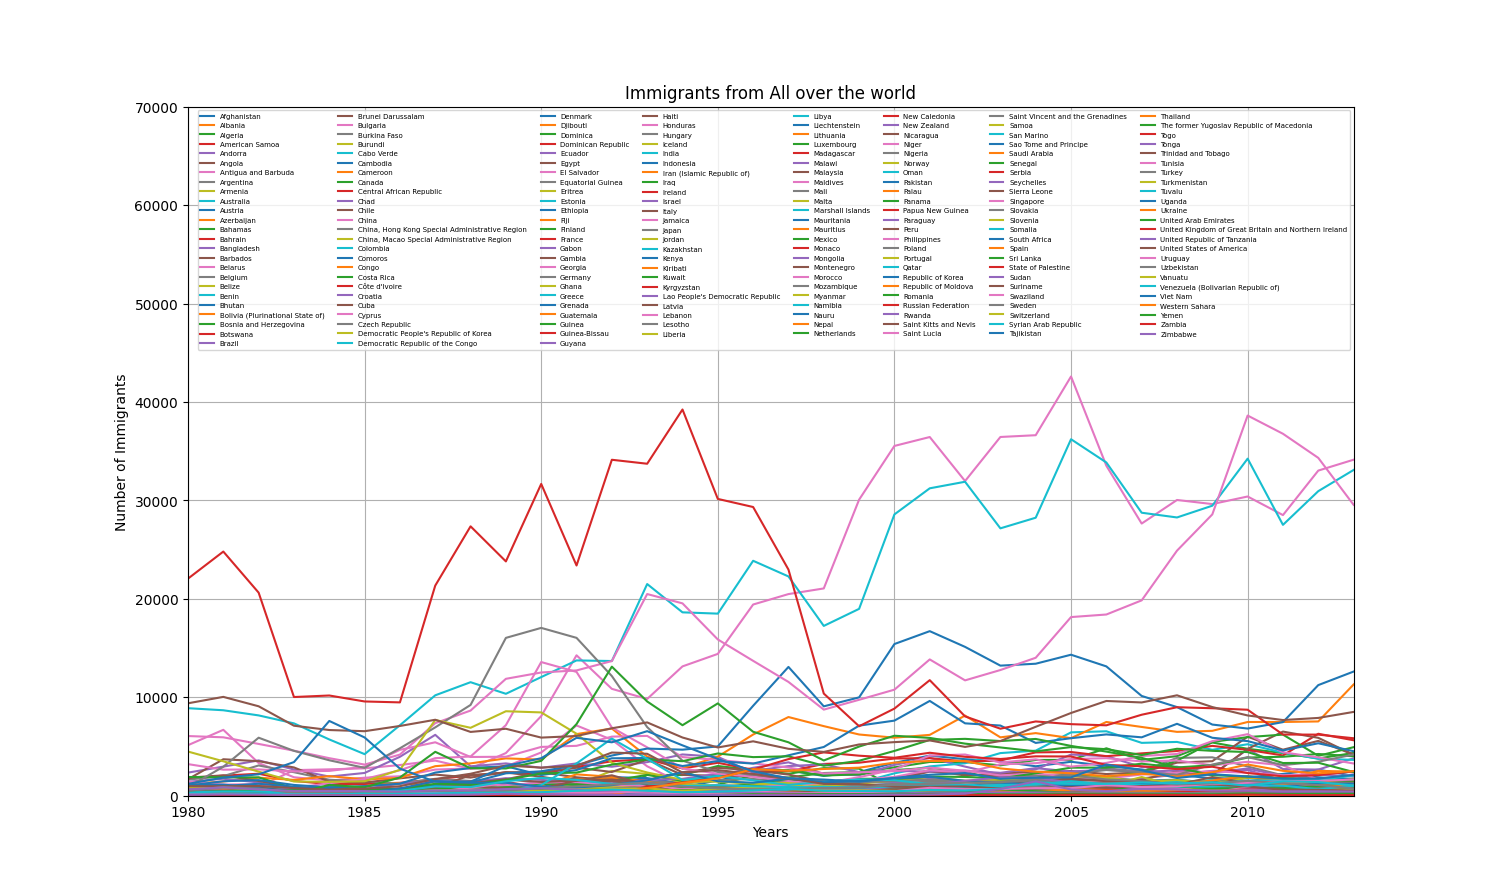 Immigrants from All over the world
70000
60000
50000
40000
30000
20000
10000
0
Number of Immigrants
Afghanistan
Albania
Algeria
American Samoa
Andorra
Angola
Antigua and Barbuda
Argentina
Armenia
Australia
Austria
Azerbaijan
Bahamas
Bahrain
Bangladesh
Barbados
Belarus
Belgium
Belize
Benin
Bhutan
Bolivia (Plurinational State of)
Bosnia and Herzegovina
Botswana
Brazil
Brunei Darussalam
Bulgaria
Burkina Faso
Burundi
Cabo Verde
Cambodia
Cameroon
Canada
Central African Republic
Chad
Chile
China
China, Hong Kong Special Administrative Region
China, Macao Special Administrative Region
Colombia
Comoros
Congo
Costa Rica
Côte d'Ivoire
Croatia
Cuba
Cyprus
Czech Republic
Democratic People's Republic of Korea
Democratic Republic of the Congo
Denmark
Djibouti
Dominica
Dominican Republic
Ecuador
Egypt
El Salvador
Equatorial Guinea
Eritrea
Estonia
Ethiopia
Fiji
Finland
France
Gabon
Gambia
Georgia
Germany
Ghana
Greece
Grenada
Guatemala
Guinea
Guinea-Bissau
Guyana
Haiti
Honduras
Hungary
Iceland
India
Indonesia
Iran (Islamic Republic of)
Iraq
Ireland
Israel
Italy
Jamaica
Japan
Jordan
Kazakhstan
Kenya
Kiribati
Kuwait
Kyrgyzstan
Lao People's Democratic Republic
Latvia
Lebanon
Lesotho
Liberia
Libya
Liechtenstein
Lithuania
Luxembourg
Madagascar
Malawi
Malaysia
Maldives
Mali
Malta
Marshall Islands
Mauritania
Mauritius
Mexico
Monaco
Mongolia
Montenegro
Morocco
Mozambique
Myanmar
Namibia
Nauru
Nepal
Netherlands
New Caledonia
New Zealand
Nicaragua
Niger
Nigeria
Norway
Oman
Pakistan
Palau
Panama
Papua New Guinea
Paraguay
Peru
Philippines
Poland
Portugal
Qatar
Republic of Korea
Republic of Moldova
Romania
Russian Federation
Rwanda
Saint Kitts and Nevis
Saint Lucia
Saint Vincent and the Grenadines
Samoa
San Marino
Sao Tome and Principe
Saudi Arabia
Senegal
Serbia
Seychelles
Sierra Leone
Singapore
Slovakia
Slovenia
Somalia
South Africa
Spain
Sri Lanka
State of Palestine
Sudan
Suriname
Swaziland
Sweden
Switzerland
Syrian Arab Republic
Tajikistan
Thailand
The former Yugoslav Republic of Macedonia
Togo
Tonga
Trinidad and Tobago
Tunisia
Turkey
Turkmenistan
Tuvalu
Uganda
Ukraine
United Arab Emirates
United Kingdom of Great Britain and Northern Ireland
United Republic of Tanzania
United States of America
Uruguay
Uzbekistan
Vanuatu
Venezuela (Bolivarian Republic of)
Viet Nam
Western Sahara
Yemen
Zambia
Zimbabwe
1980 1985 1990 1995 2000 2005 2010
Years